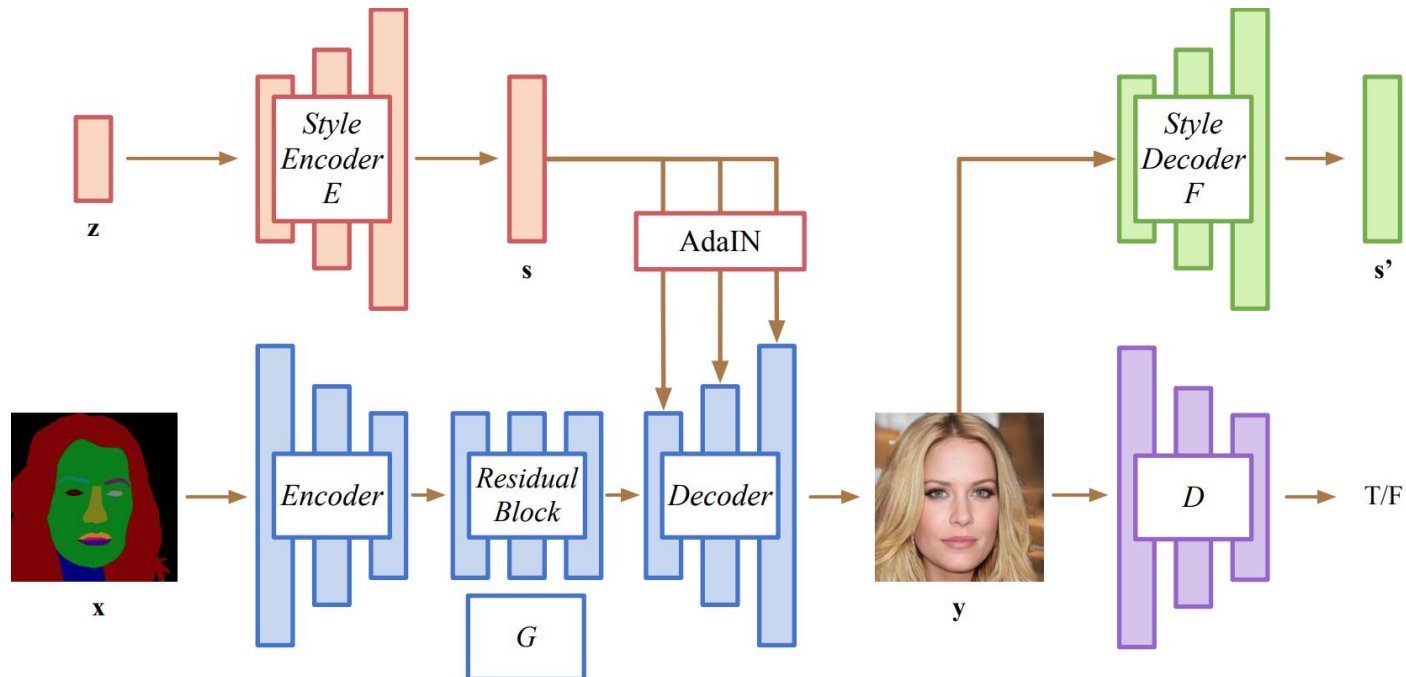 z
Style
Encoder
E
s
AdaIN
Style
Decoder
F
s’
x
Encoder
Residual
Block
G
Decoder
y
D
T/F